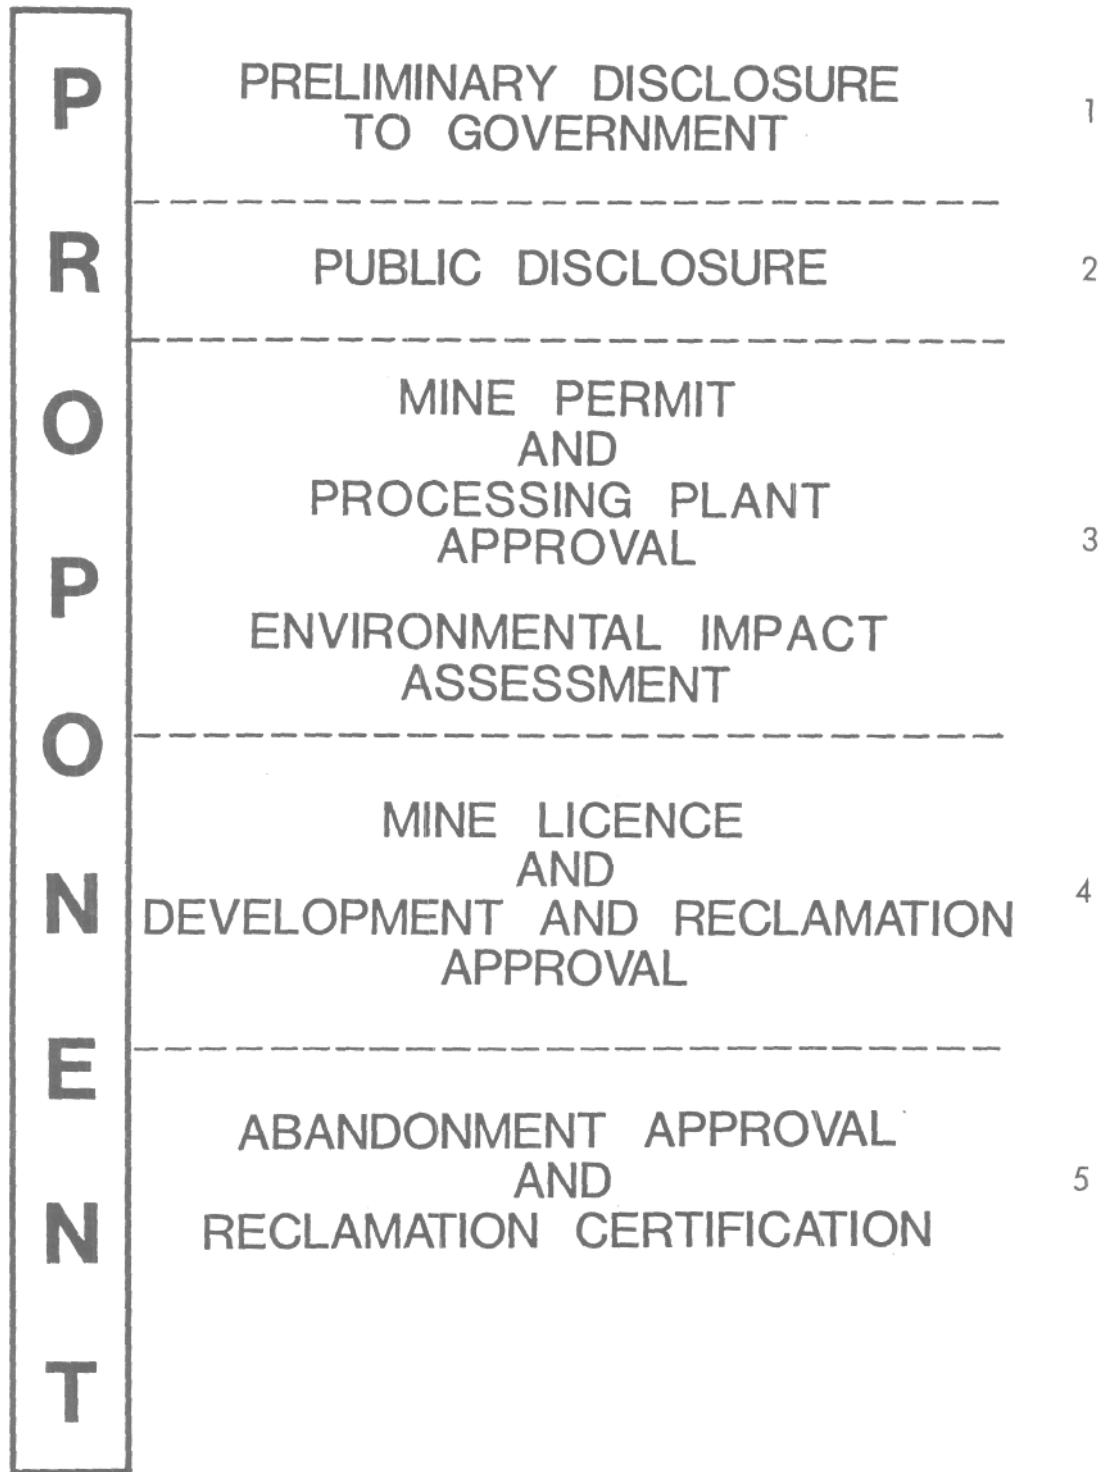 PROPONENT
PRELIMINARY DISCLOSURE
TO GOVERNMENT
1
PUBLIC DISCLOSURE
2
MINE PERMIT
AND
PROCESSING PLANT
APPROVAL
3
ENVIRONMENTAL IMPACT
ASSESSMENT
MINE LICENCE
AND
4
DEVELOPMENT AND RECLAMATION
APPROVAL
ABANDONMENT APPROVAL
AND
5
RECLAMATION CERTIFICATION